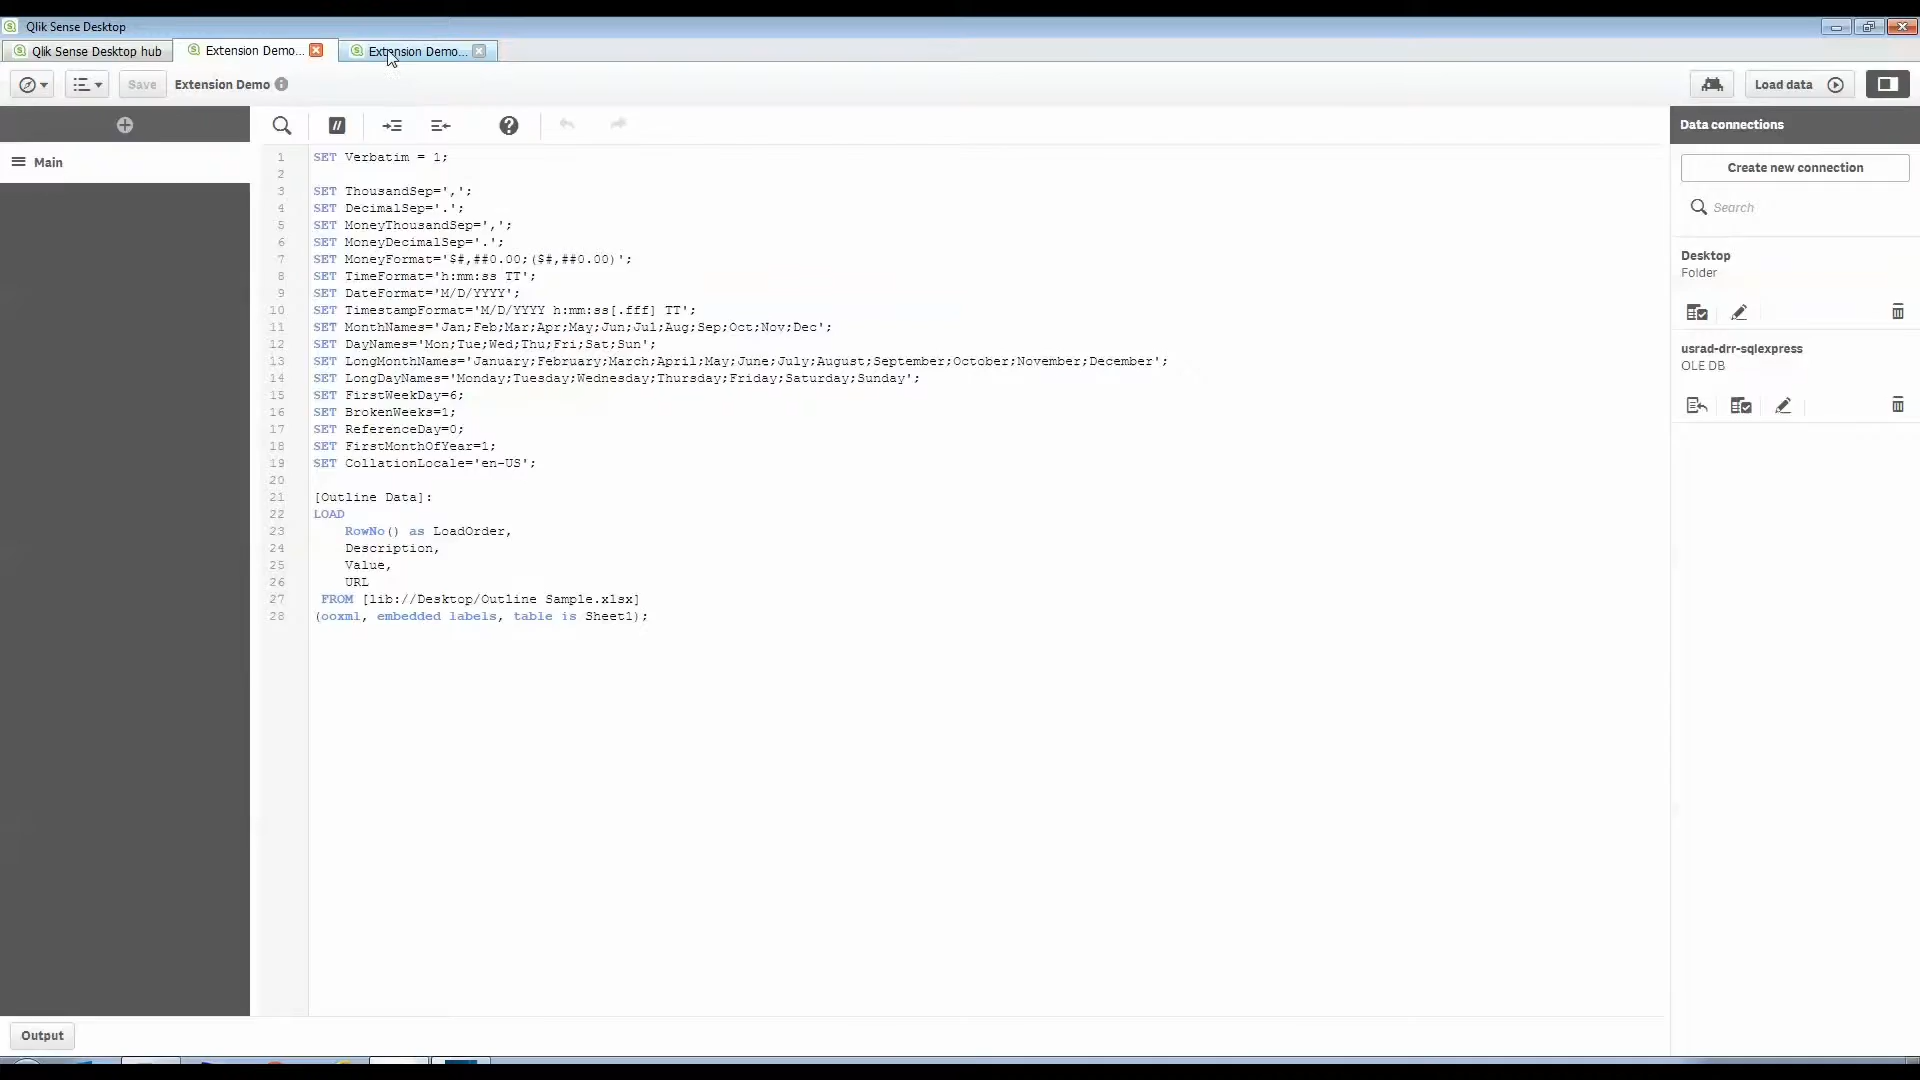 Qlik Sense Desktop
Qlik Sense Desktop hub
Extension Demo...
Extension Demo...
Save
Extension Demo
Load data
Main
Data connections
Create new connection
Search
Desktop
Folder
usrad-drr-sqlexpress
OLE DB
1 SET Verbatim = 1;
2
3 SET ThousandSep=',';
4 SET DecimalSep='.';
5 SET MoneyThousandSep=',';
6 SET MoneyDecimalSep='.';
7 SET MoneyFormat='$#,##0.00;($#,##0.00)';
8 SET TimeFormat='h:mm:ss TT';
9 SET DateFormat='M/D/YYYY';
10 SET TimestampFormat='M/D/YYYY h:mm:ss[.fff] TT';
11 SET MonthNames='Jan;Feb;Mar;Apr;May;Jun;Jul;Aug;Sep;Oct;Nov;Dec';
12 SET DayNames='Mon;Tue;Wed;Thu;Fri;Sat;Sun';
13 SET LongMonthNames='January;February;March;April;May;June;July;August;September;October;November;December';
14 SET LongDayNames='Monday;Tuesday;Wednesday;Thursday;Friday;Saturday;Sunday';
15 SET FirstWeekDay=6;
16 SET BrokenWeeks=1;
17 SET ReferenceDay=0;
18 SET FirstMonthOfYear=1;
19 SET CollationLocale='en-US';
20
21 [Outline Data]:
22 LOAD
23 RowNo() as LoadOrder,
24 Description,
25 Value,
26 URL
27 FROM [lib://Desktop/Outline Sample.xlsx]
28 (ooxml, embedded labels, table is Sheet1);
Output